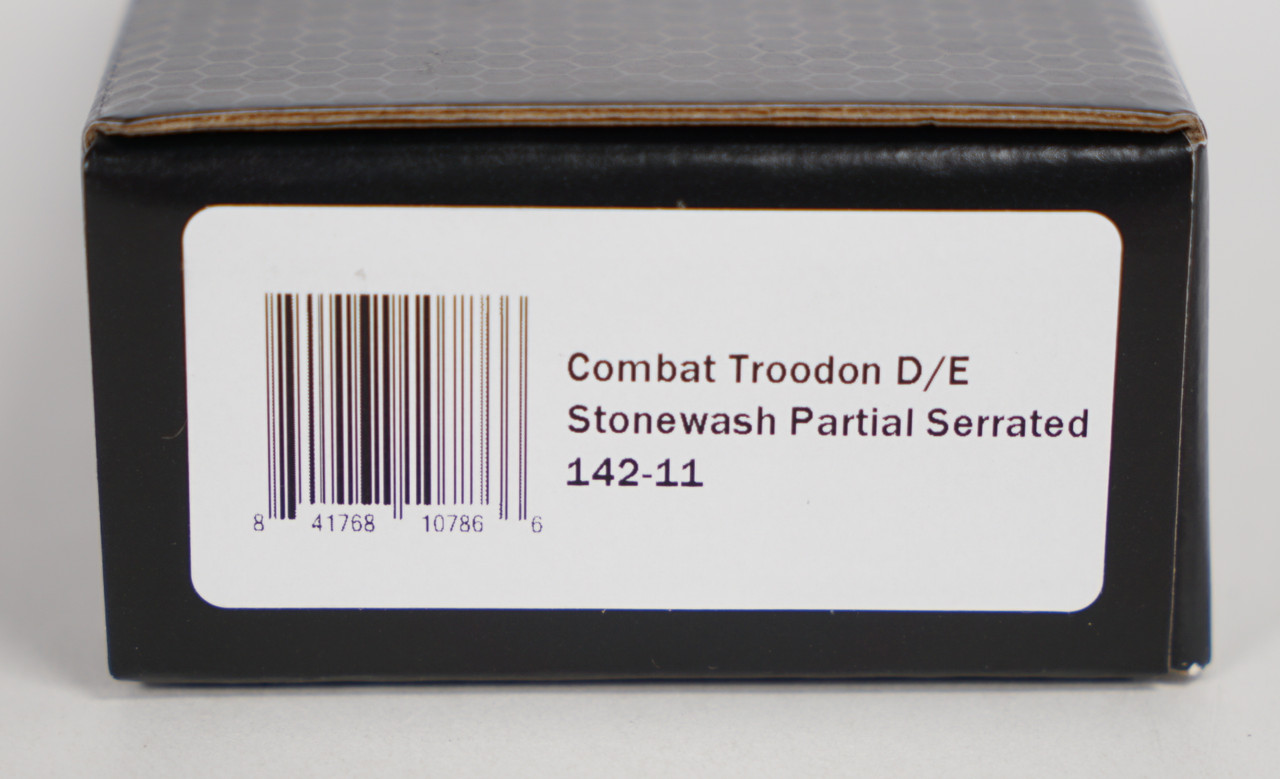 Combat Troodon D/E
Stonewash Partial Serrated
142-11
8 41768 10786 6